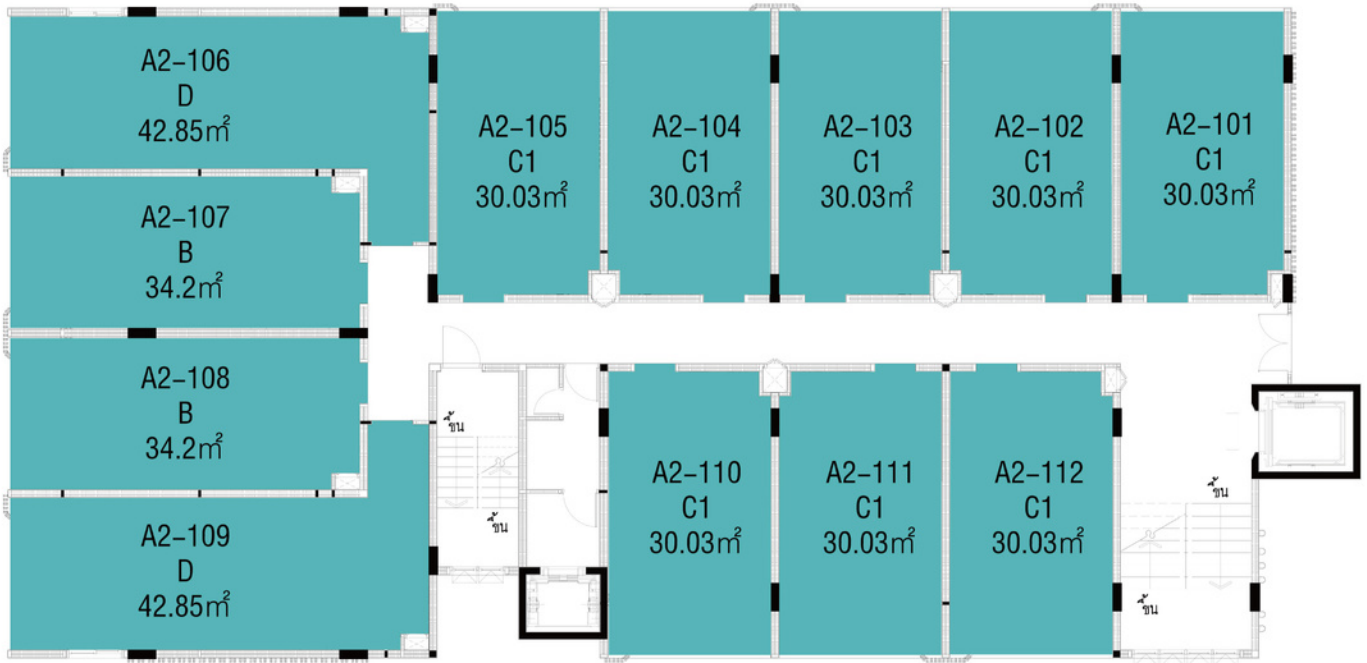 A2-106
D
42.85㎡
A2-105
C1
30.03㎡
A2-104
C1
30.03㎡
A2-103
C1
30.03㎡
A2-102
C1
30.03㎡
A2-101
C1
30.03㎡
A2-107
B
34.2㎡
A2-108
B
34.2㎡
A2-109
D
42.85㎡
ขึ้น
ขึ้น
A2-110
C1
30.03㎡
A2-111
C1
30.03㎡
A2-112
C1
30.03㎡
ขึ้น
ขึ้น